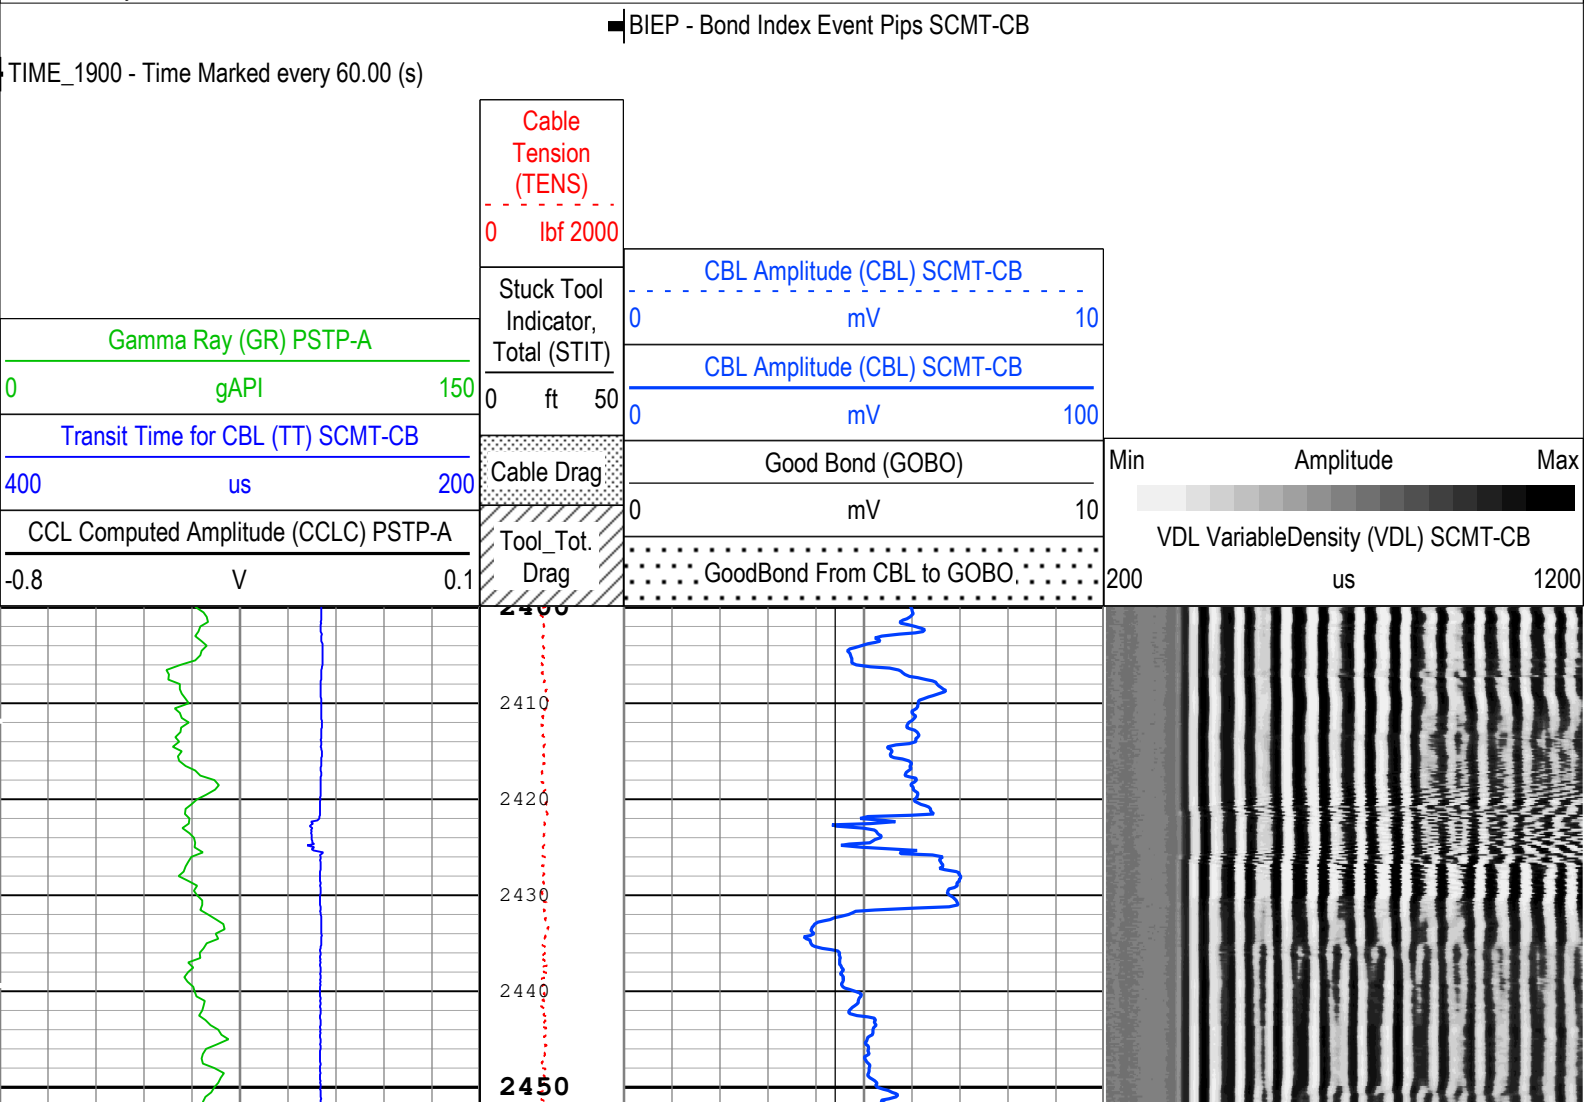 BIEP - Bond Index Event Pips SCMT-CB
TIME_1900 - Time Marked every 60.00 (s)
Cable
Tension
(TENS)
0 lbf 2000
Stuck Tool
Indicator,
Total (STIT)
0 ft 50
Cable Drag
Tool_Tot.
Drag
Gamma Ray (GR) PSTP-A
0 gAPI 150
Transit Time for CBL (TT) SCMT-CB
400 us 200
CCL Computed Amplitude (CCLC) PSTP-A
-0.8 V 0.1
CBL Amplitude (CBL) SCMT-CB
0 mV 10
CBL Amplitude (CBL) SCMT-CB
0 mV 100
Good Bond (GOBO)
0 mV 10
GoodBond From CBL to GOBO
Min Amplitude Max
VDL VariableDensity (VDL) SCMT-CB
200 us 1200
2400
2410
2420
2430
2440
2450